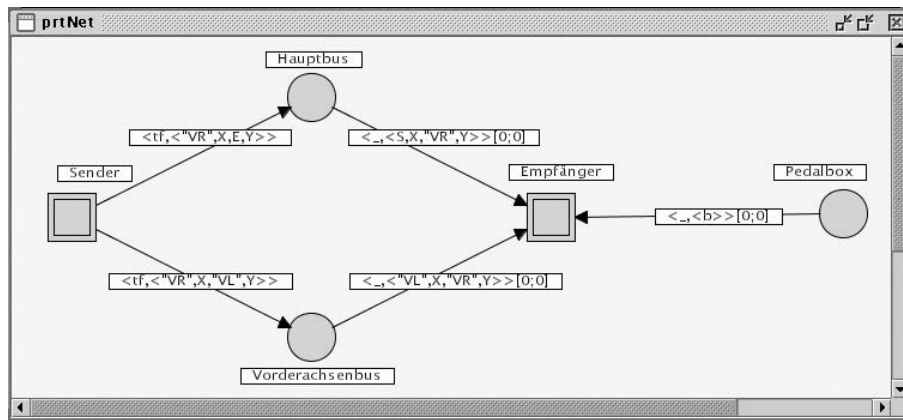 prtNet
Hauptbus
<tf,<"VR",X,E,Y>>
<_,<S,X,"VR",Y>>[0;0]
Sender
Empfånger
Pedalbox
<_,<b>>[0;0]
<tf,<"VR",X,"VL",Y>>
<_,<"VL",X,"VR",Y>>[0;0]
Vorderachsenbus